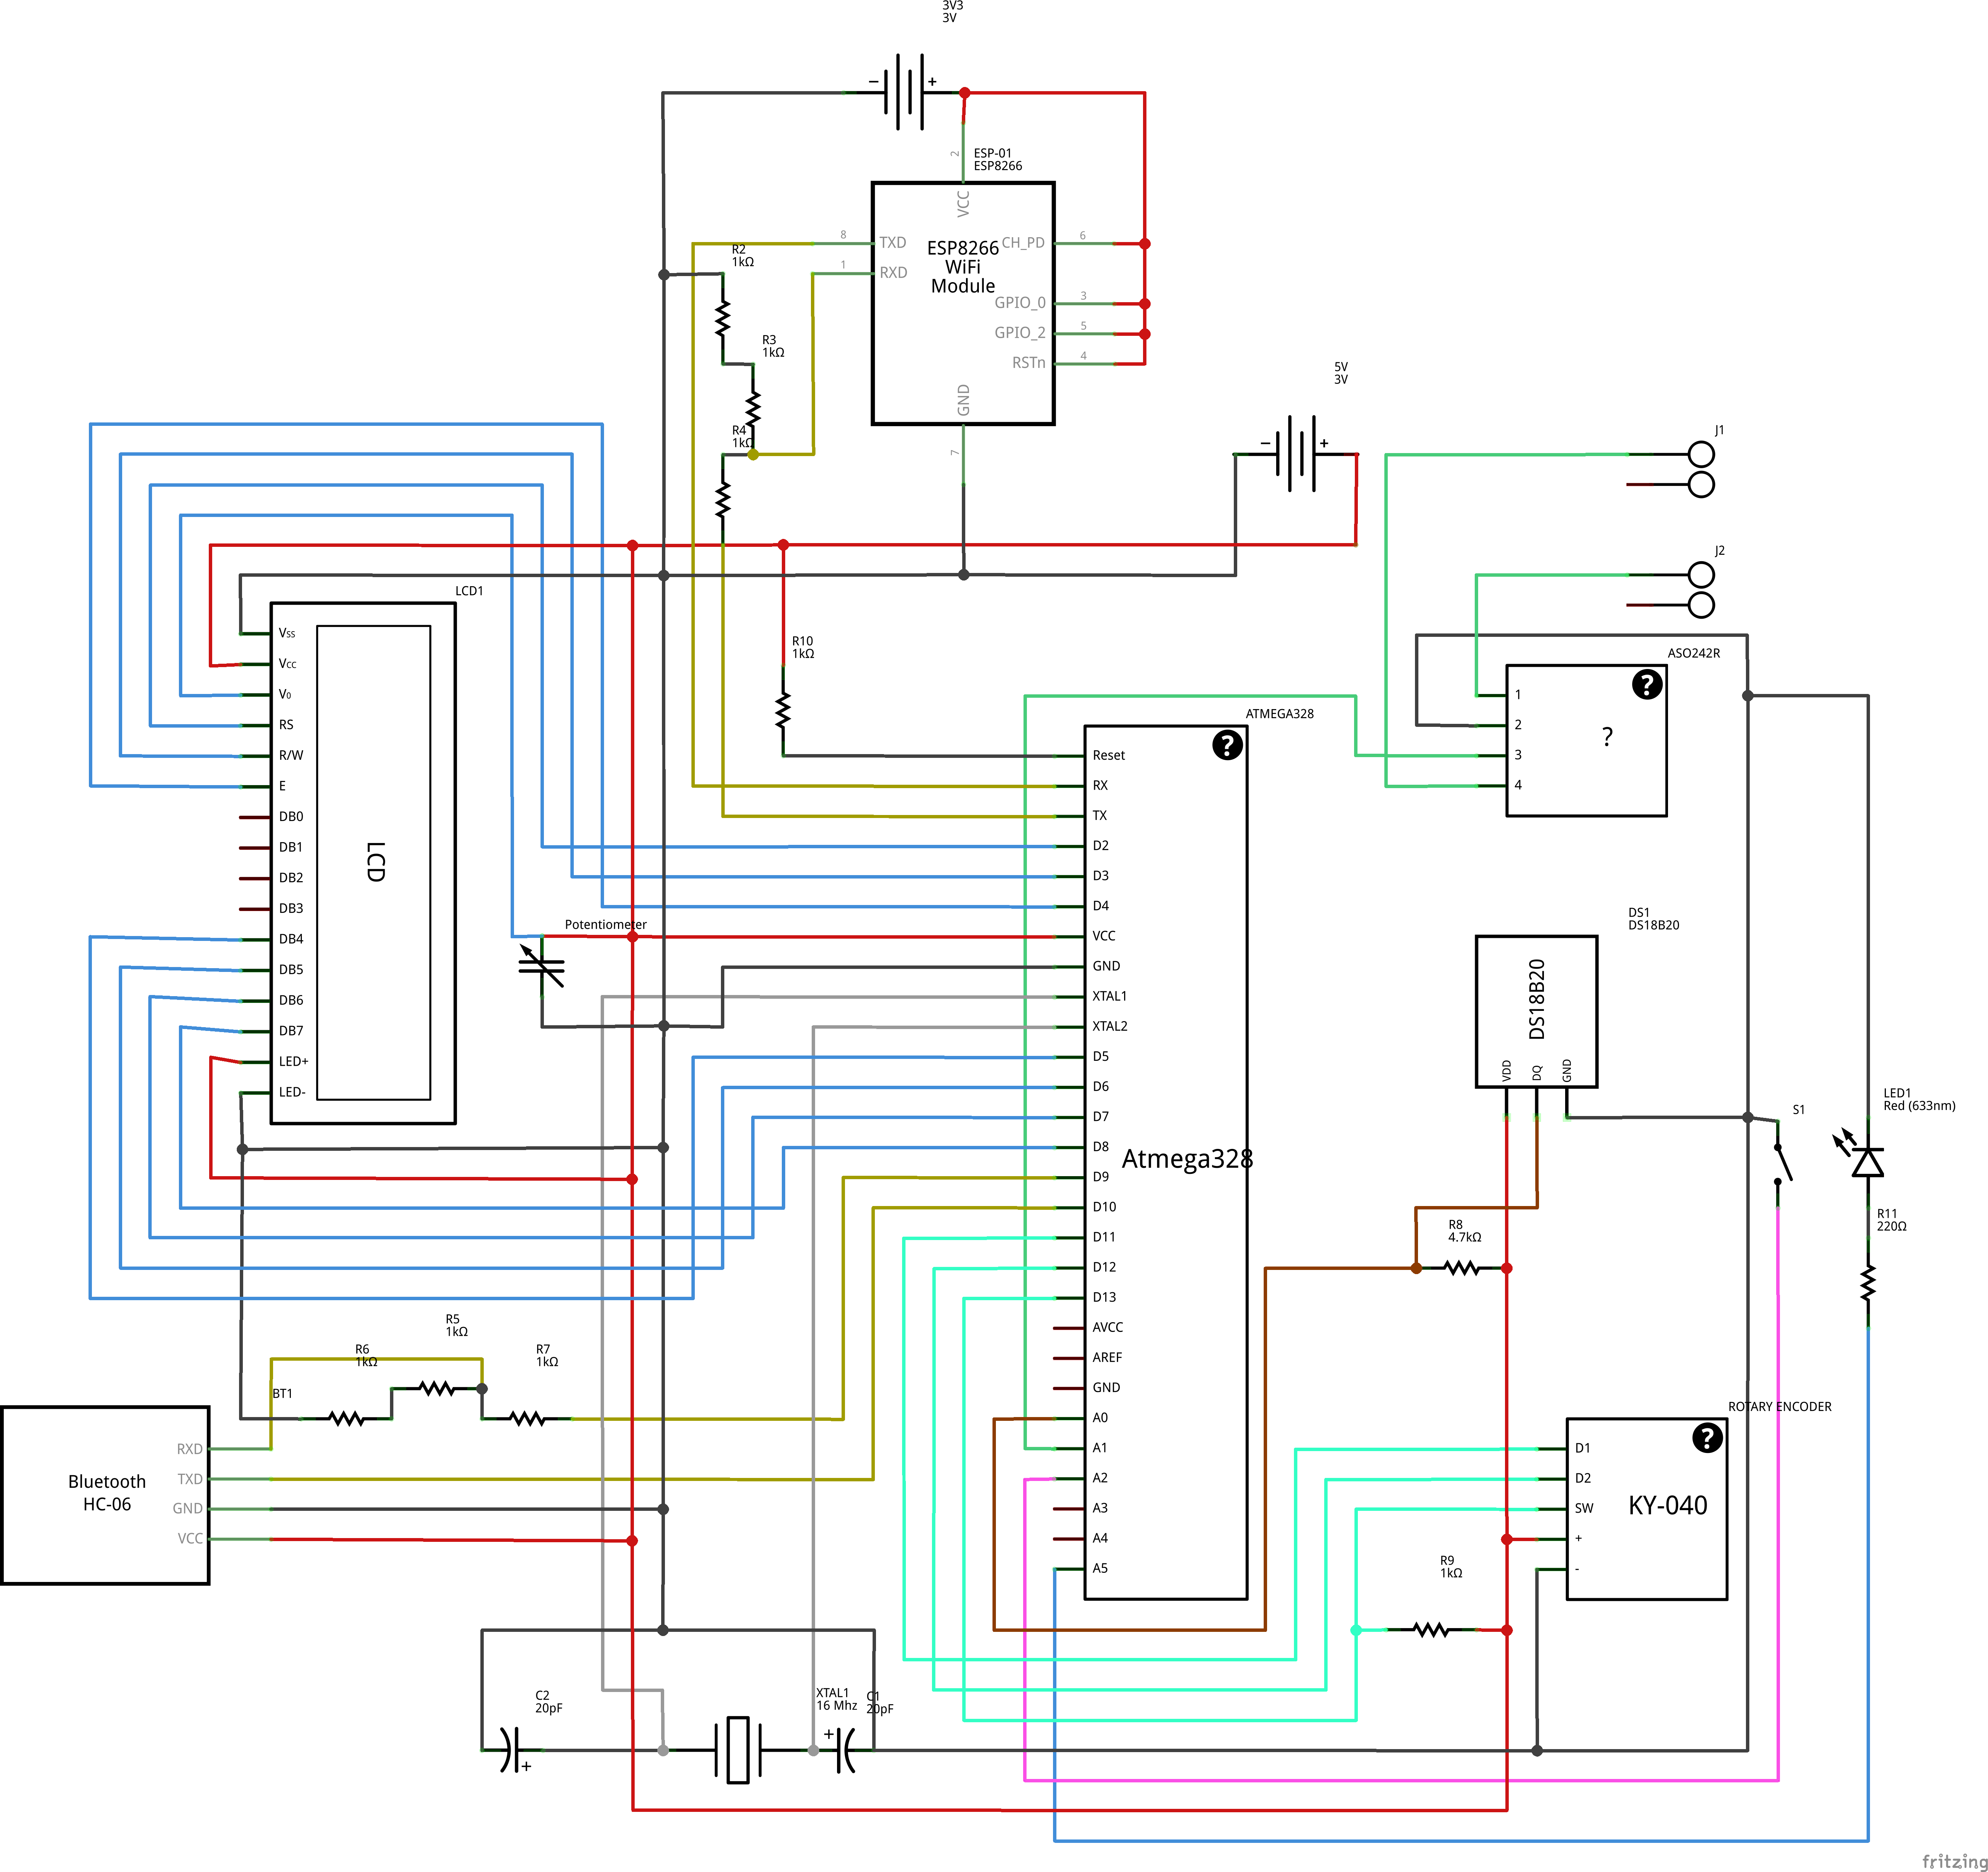 3V3
3V
− +
2
ESP-01
ESP8266
VCC
8
TXD
1
RXD
ESP8266
WiFi
Module
CH_PD
6
GPIO_0
3
GPIO_2
5
RSTn
4
GND
7
R2
1kΩ
R3
1kΩ
R4
1kΩ
5V
3V
− +
J1
J2
LCD1
Vss
Vcc
V0
RS
R/W
E
DB0
DB1
DB2
DB3
DB4
DB5
DB6
DB7
LED+
LED-
LCD
R10
1kΩ
Potentiometer
ATMEGA328
?
Reset
RX
TX
D2
D3
D4
VCC
GND
XTAL1
XTAL2
D5
D6
D7
D8
D9
D10
D11
D12
D13
AVCC
AREF
GND
A0
A1
A2
A3
A4
A5
Atmega328
ASO242R
?
1
2
3
4
?
DS1
DS18B20
DS18B20
VDD
DQ
GND
S1
LED1
Red (633nm)
R11
220Ω
R8
4.7kΩ
R5
1kΩ
R6
1kΩ
R7
1kΩ
BT1
Bluetooth
HC-06
RXD
TXD
GND
VCC
ROTARY ENCODER
?
D1
D2
SW
+
-
KY-040
R9
1kΩ
C2
20pF
+
XTAL1
16 Mhz
C1
20pF
+
fritzing